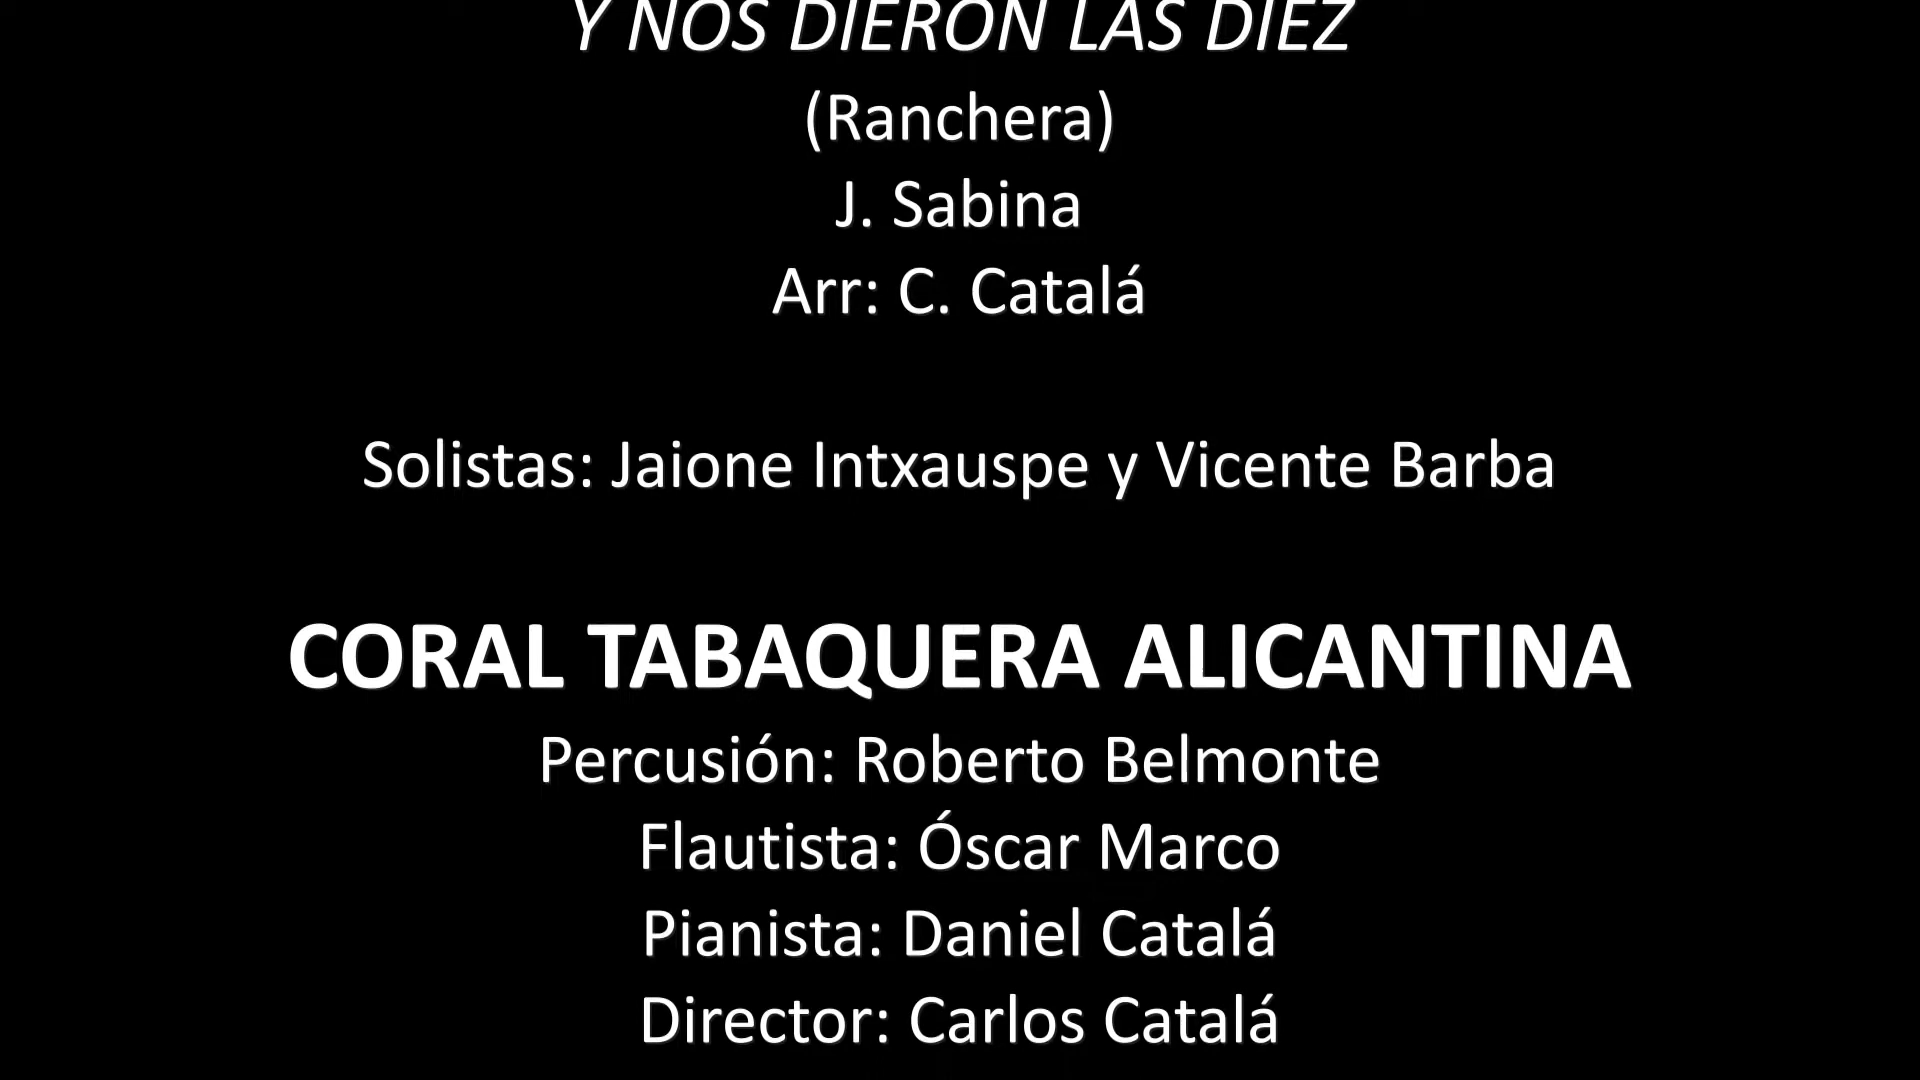 Y NOS DIERON LAS DIEZ
(Ranchera)
J. Sabina
Arr: C. Catalá
Solistas: Jaione Intxauspe y Vicente Barba
CORAL TABAQUERA ALICANTINA
Percusión: Roberto Belmonte
Flautista: Óscar Marco
Pianista: Daniel Catalá
Director: Carlos Catalá